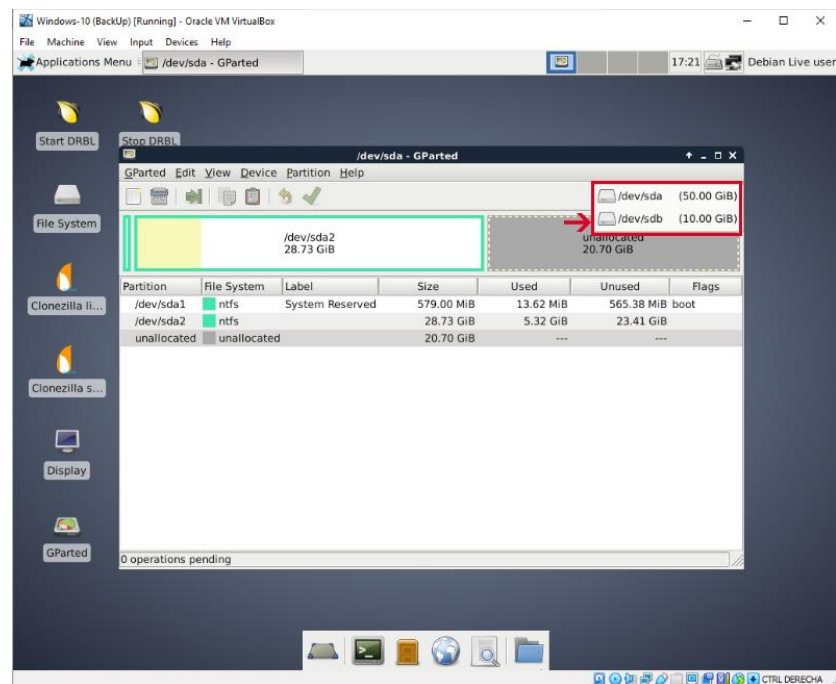 Windows-10 (BackUp) [Running] - Oracle VM VirtualBox
File Machine View Input Devices Help
Applications Menu /dev/sda - GParted 17:21 Debian Live user
Start DRBL Stop DRBL
/dev/sda - GParted
GParted Edit View Device Partition Help
/dev/sda (50.00 GiB)
/dev/sdb (10.00 GiB)
File System
/dev/sda2
28.73 GiB
unallocated
20.70 GiB
Partition File System Label Size Used Unused Flags
/dev/sda1 ntfs System Reserved 579.00 MiB 13.62 MiB 565.38 MiB boot
/dev/sda2 ntfs 28.73 GiB 5.32 GiB 23.41 GiB
unallocated unallocated 20.70 GiB --- ---
Clonezilla li...
Clonezilla s...
Display
GParted
0 operations pending
CTRL DERECHA